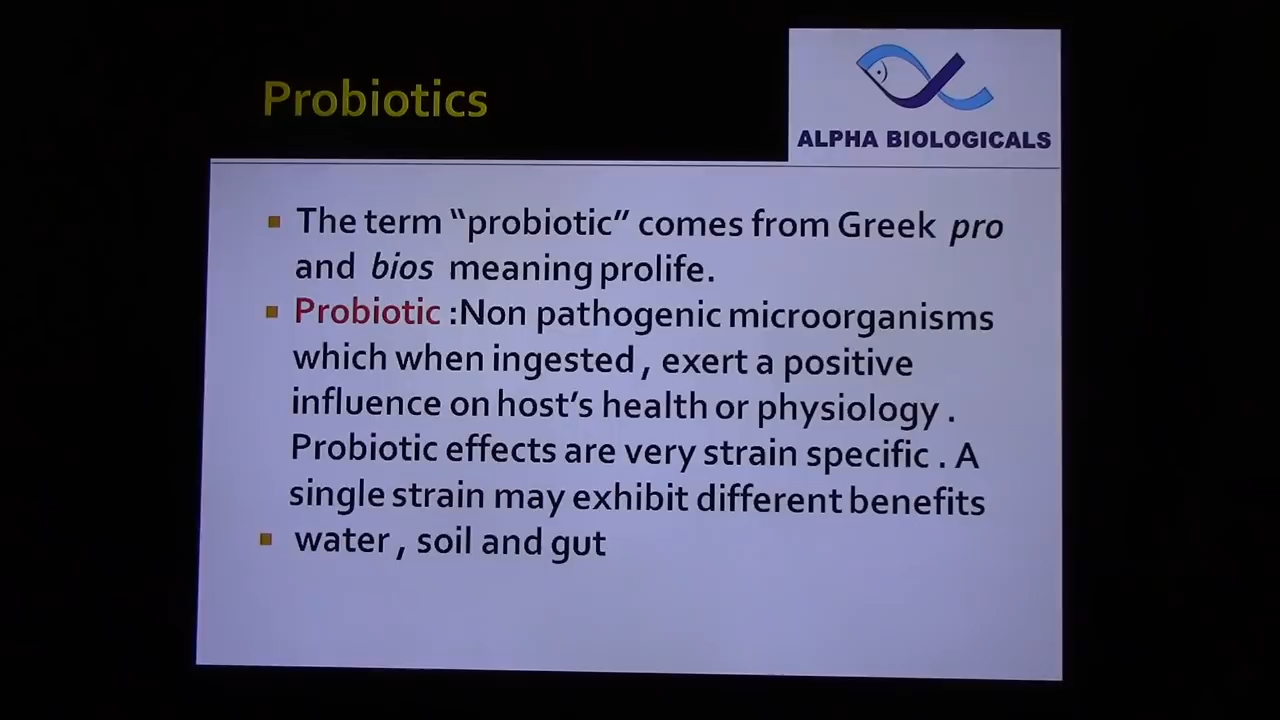 Probiotics
ALPHA BIOLOGICALS
The term “probiotic” comes from Greek pro
and bios meaning prolife.
Probiotic :Non pathogenic microorganisms
which when ingested , exert a positive
influence on host’s health or physiology .
Probiotic effects are very strain specific . A
single strain may exhibit different benefits
water , soil and gut